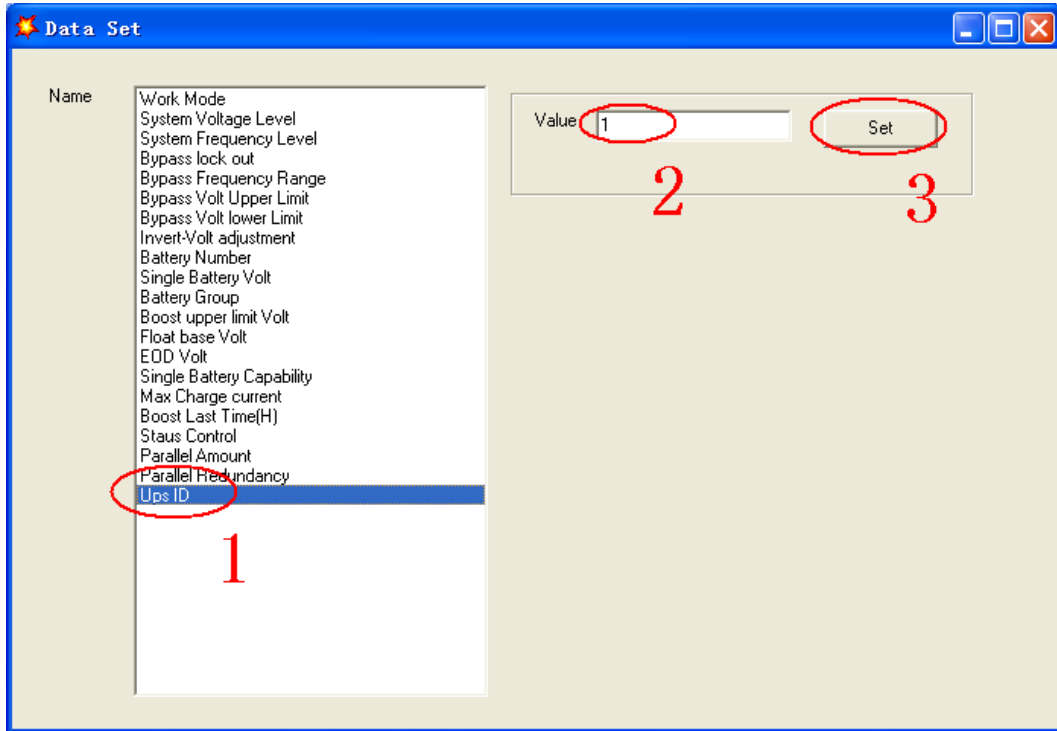 Data Set
Name
Work Mode
System Voltage Level
System Frequency Level
Bypass lock out
Bypass Frequency Range
Bypass Volt Upper Limit
Bypass Volt lower Limit
Invert-Volt adjustment
Battery Number
Single Battery Volt
Battery Group
Boost upper limit Volt
Float base Volt
EOD Volt
Single Battery Capability
Max Charge current
Boost Last Time(H)
Staus Control
Parallel Amount
Parallel Redundancy
Ups ID
1
Value 1
Set
2
3